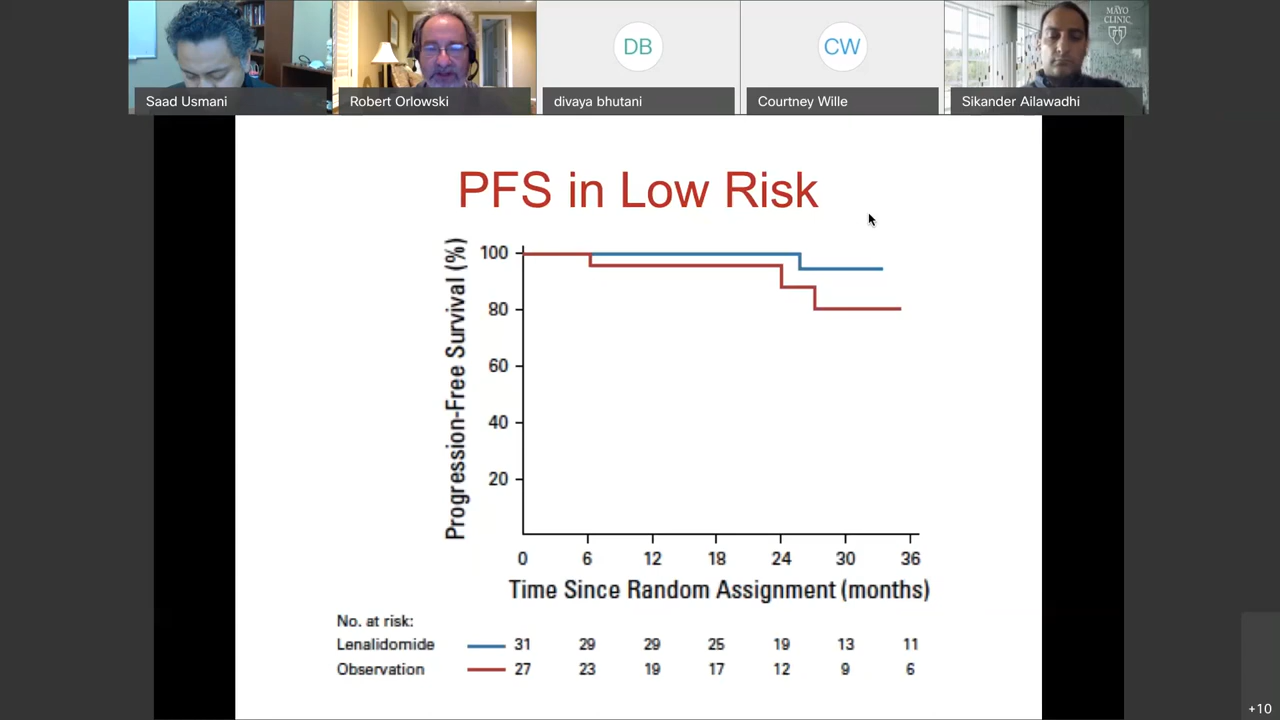 MAYO
CLINIC
DB
CW
Saad Usmani
Robert Orlowski
divaya bhutani
Courtney Wille
Sikander Ailawadhi
PFS in Low Risk
Progression-Free Survival (%)
100
80
60
40
20
0 6 12 18 24 30 36
Time Since Random Assignment (months)
No. at risk:
Lenalidomide 31 29 29 25 19 13 11
Observation 27 23 19 17 12 9 6
+10